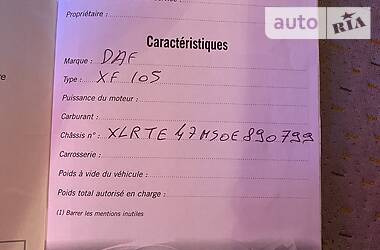 Propriétaire :
auto RIA
Caractéristiques
Marque : DAF
Type : XF 105
Puissance du moteur :
Carburant :
Châssis n° : XLRTE47MS0E890799
Carrosserie :
Poids à vide du véhicule :
Poids total autorisé en charge :
(1) Barrer les mentions inutiles